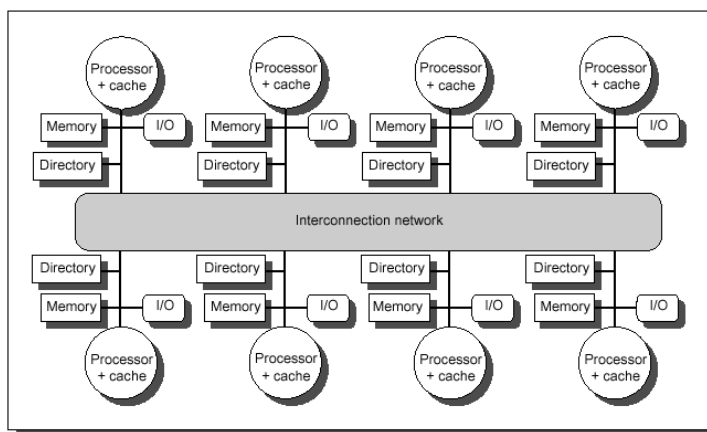 Processor
+ cache
Processor
+ cache
Processor
+ cache
Processor
+ cache
Memory
I/O
Memory
I/O
Memory
I/O
Memory
I/O
Directory
Directory
Directory
Directory
Interconnection network
Directory
Directory
Directory
Directory
Memory
I/O
Memory
I/O
Memory
I/O
Memory
I/O
Processor
+ cache
Processor
+ cache
Processor
+ cache
Processor
+ cache